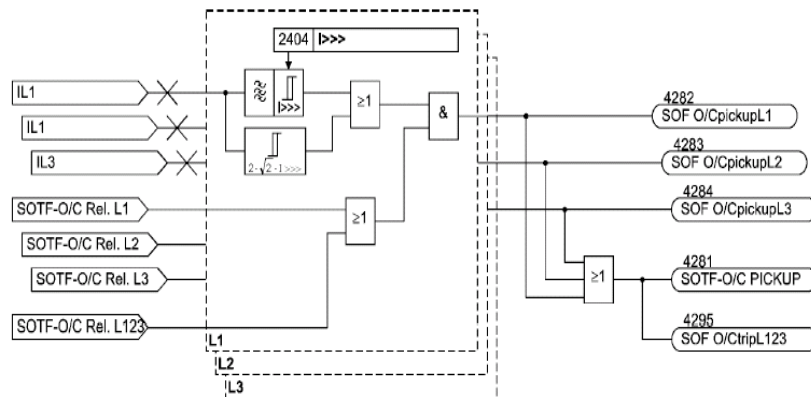 2404 I>>>
IL1
IL1
IL3
I>>>
≥1
&
2·√2·I>>>
SOTF-O/C Rel. L1
SOTF-O/C Rel. L2
SOTF-O/C Rel. L3
SOTF-O/C Rel. L123
≥1
L1
L2
L3
4282
SOF O/CpickupL1
4283
SOF O/CpickupL2
4284
SOF O/CpickupL3
≥1
4281
SOTF-O/C PICKUP
4295
SOF O/CtripL123